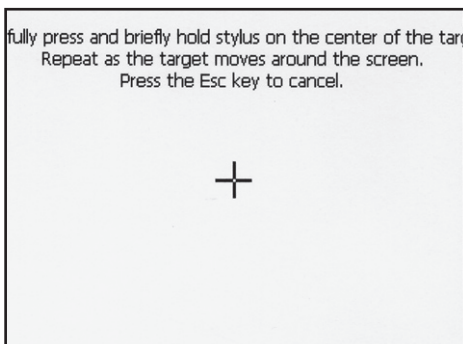 fully press and briefly hold stylus on the center of the
Repeat as the target moves around the screen.
Press the Esc key to cancel.